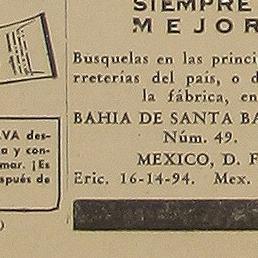 SIEMPRE
MEJOR
Busquelas en las princi
rreterías del país, o d
la fábrica, en
BAHIA DE SANTA BA
Núm. 49.
MEXICO, D. F
Eric. 16-14-94. Mex.
VA des-
a y con-
mar. ¡Es
spués de